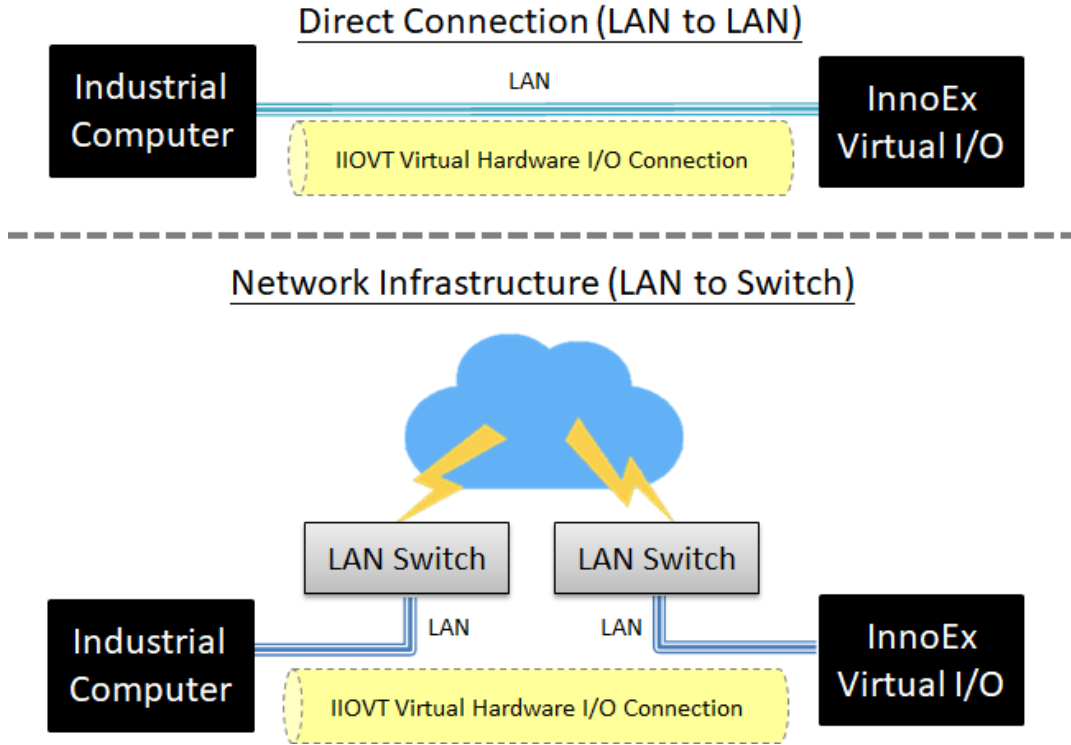 Direct Connection (LAN to LAN)
Industrial
Computer
LAN
IIOVT Virtual Hardware I/O Connection
InnoEx
Virtual I/O
Network Infrastructure (LAN to Switch)
LAN Switch
LAN Switch
Industrial
Computer
LAN
LAN
IIOVT Virtual Hardware I/O Connection
InnoEx
Virtual I/O